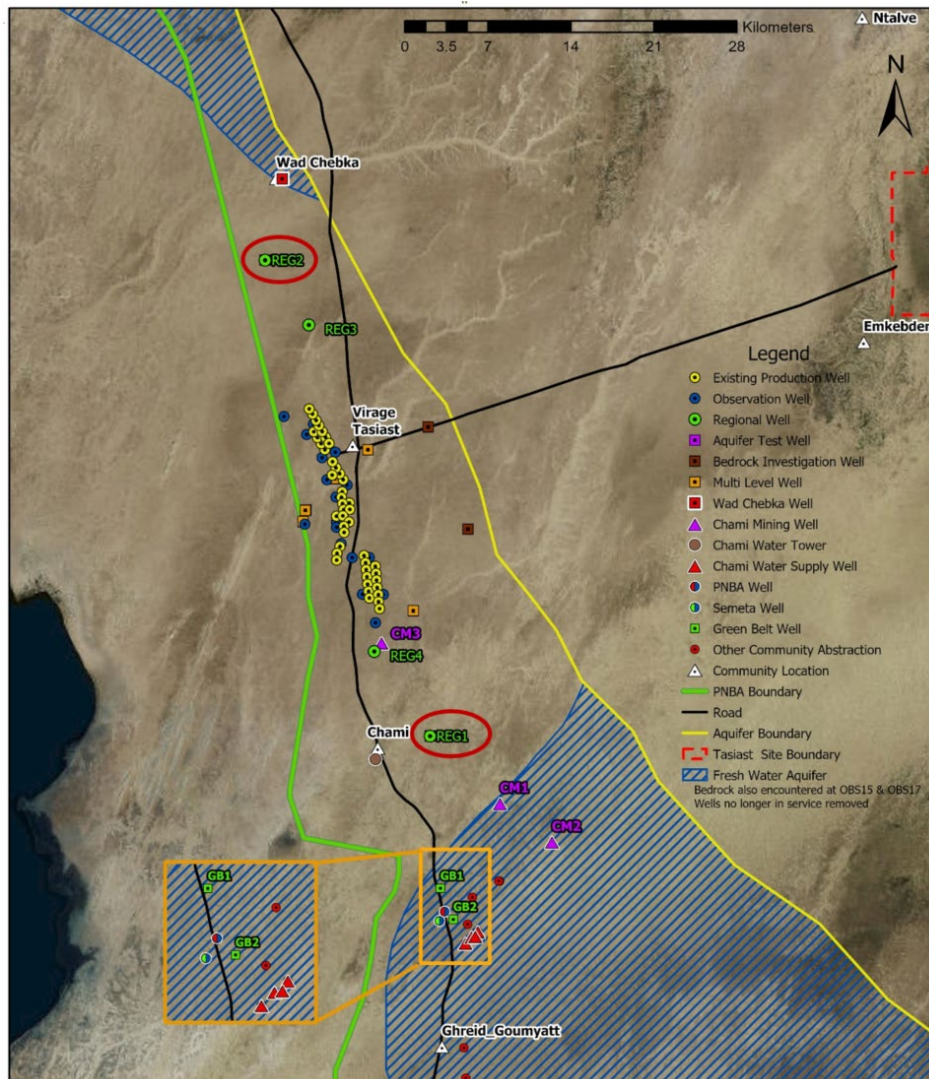 Kilometers
0 3.5 7 14 21 28
Ntalve
N
Wad Chebka
REG2
REG3
Emkebden
Virage
Tasiast
Legend
Existing Production Well
Observation Well
Regional Well
Aquifer Test Well
Bedrock Investigation Well
Multi Level Well
Wad Chebka Well
Chami Mining Well
Chami Water Tower
Chami Water Supply Well
PNBA Well
Semeta Well
Green Belt Well
Other Community Abstraction
Community Location
PNBA Boundary
Road
Aquifer Boundary
Tasiast Site Boundary
Fresh Water Aquifer
Bedrock also encountered at OBS15 & OBS17
Wells no longer in service removed
CM3
REG4
Chami
REG1
CM1
CM2
GB1
GB2
GB1
GB2
Ghreid_Goumyatt